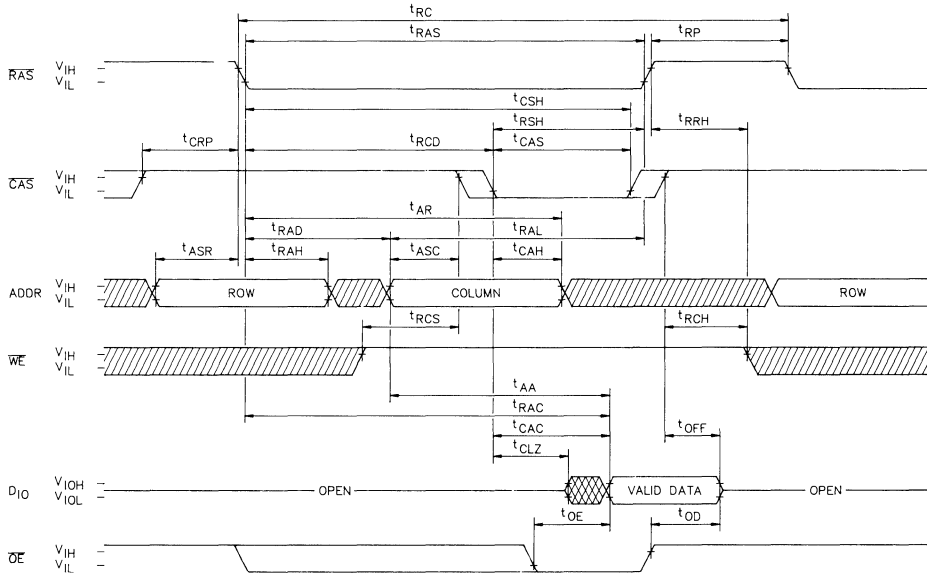 tRC
tRAS
tRP
RAS VIH
VIL
tCSH
tRSH
tRRH
tCRP
tRCD
tCAS
CAS VIH
VIL
tAR
tRAD
tRAL
tASR
tRAH
tASC
tCAH
ADDR VIH
VIL
ROW
COLUMN
ROW
tRCS
tRCH
WE VIH
VIL
tAA
tRAC
tCAC
tOFF
tCLZ
DIO VIOH
VIOL
OPEN
VALID DATA
OPEN
tOE
tOD
OE VIH
VIL